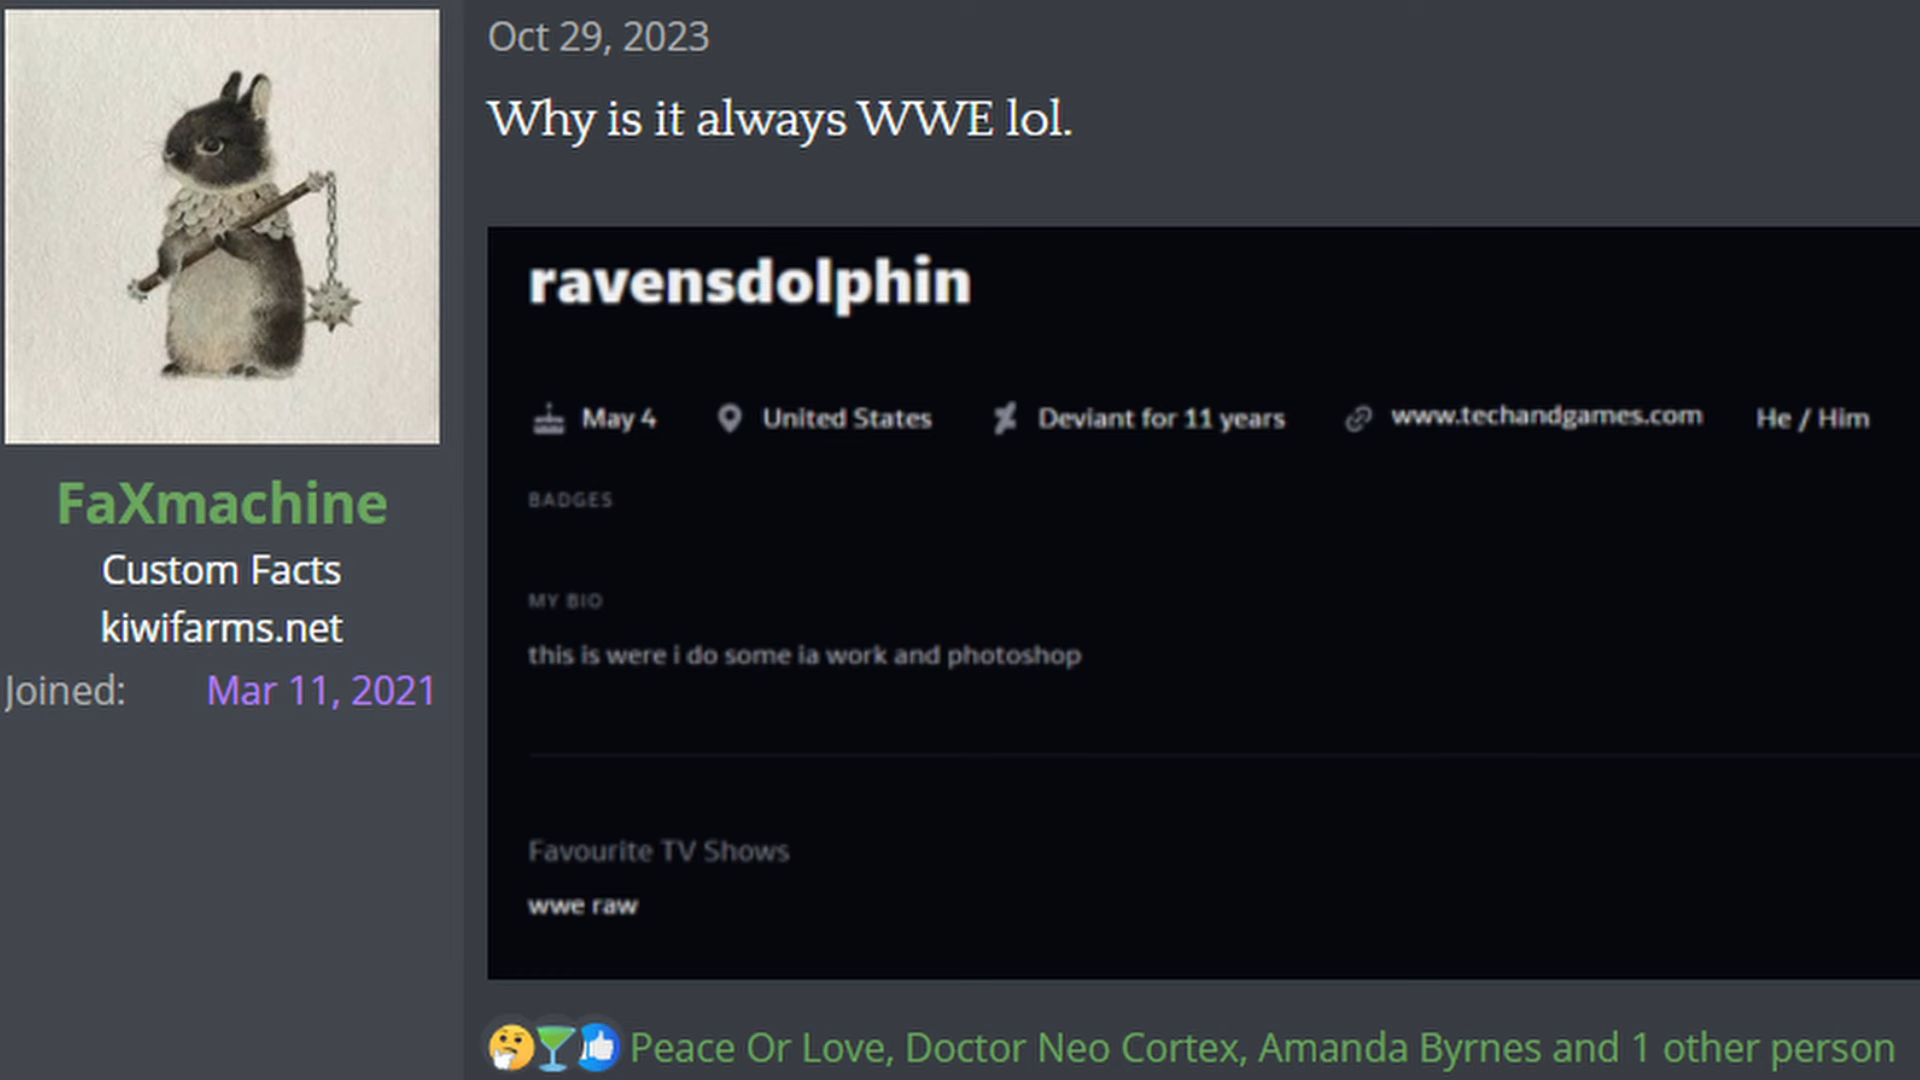 Oct 29, 2023
Why is it always WWE lol.
ravensdolphin
May 4 United States Deviant for 11 years www.techandgames.com He / Him
BADGES
MY BIO
this is were i do some ia work and photoshop
Favourite TV Shows
wwe raw
Peace Or Love, Doctor Neo Cortex, Amanda Byrnes and 1 other person
FaXmachine
Custom Facts
kiwifarms.net
Joined: Mar 11, 2021